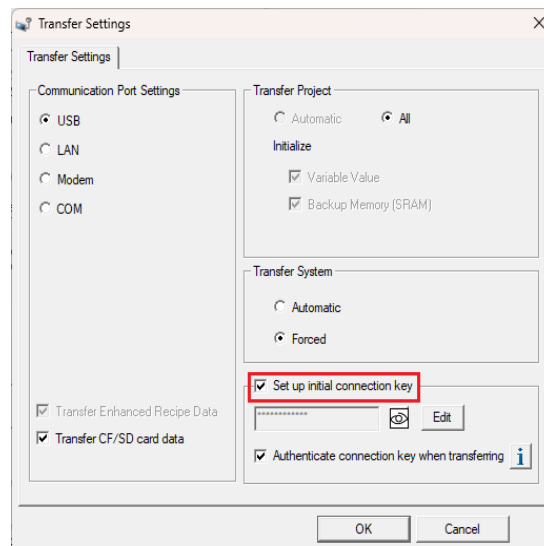 Transfer Settings
Transfer Settings
Communication Port Settings
USB
LAN
Modem
COM
Transfer Enhanced Recipe Data
Transfer CF/SD card data
Transfer Project
Automatic
All
Initialize
Variable Value
Backup Memory (SRAM)
Transfer System
Automatic
Forced
Set up initial connection key
************
Edit
Authenticate connection key when transferring
i
OK
Cancel